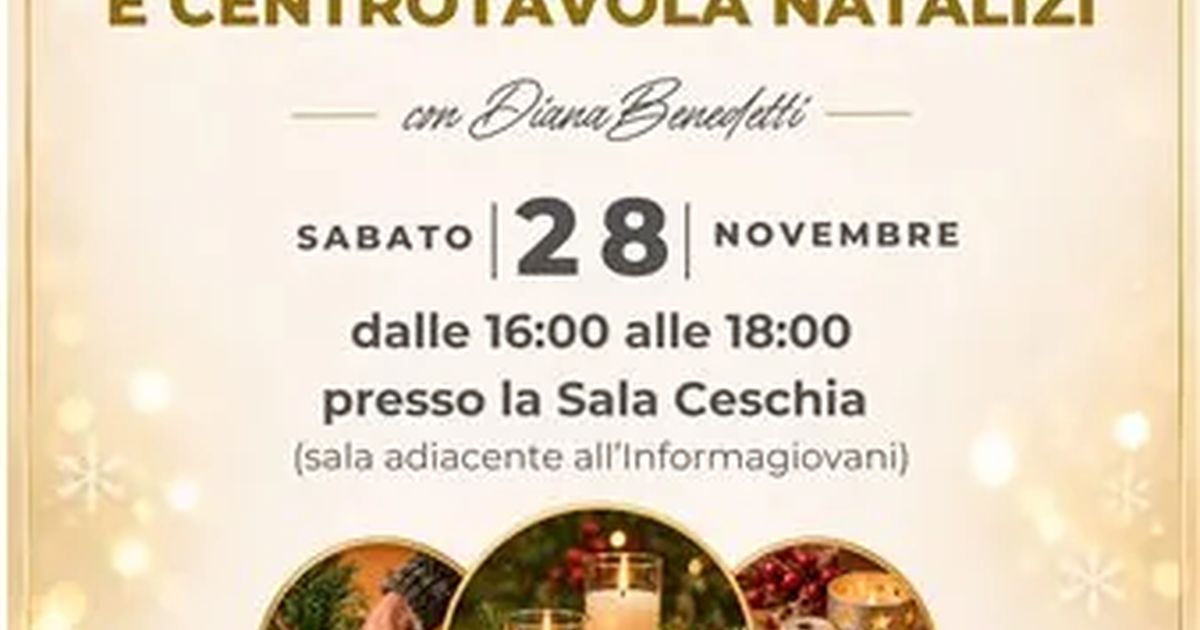 E CENTROTAVOLA NATALIZI
con Diana Benedetti
SABATO | 28 | NOVEMBRE
dalle 16:00 alle 18:00
presso la Sala Ceschia
(sala adiacente all'Informagiovani)